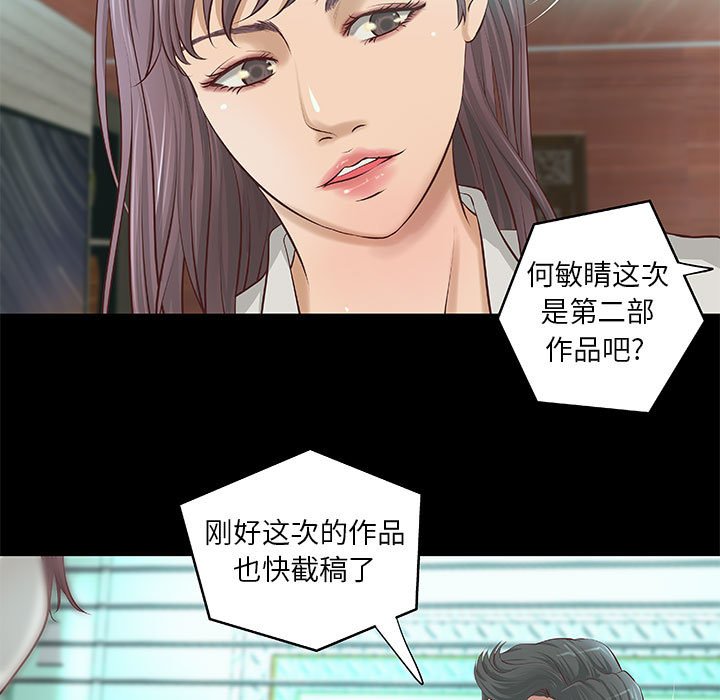 何敏睛这次
是第二部
作品吧?
刚好这次的作品
也快截稿了